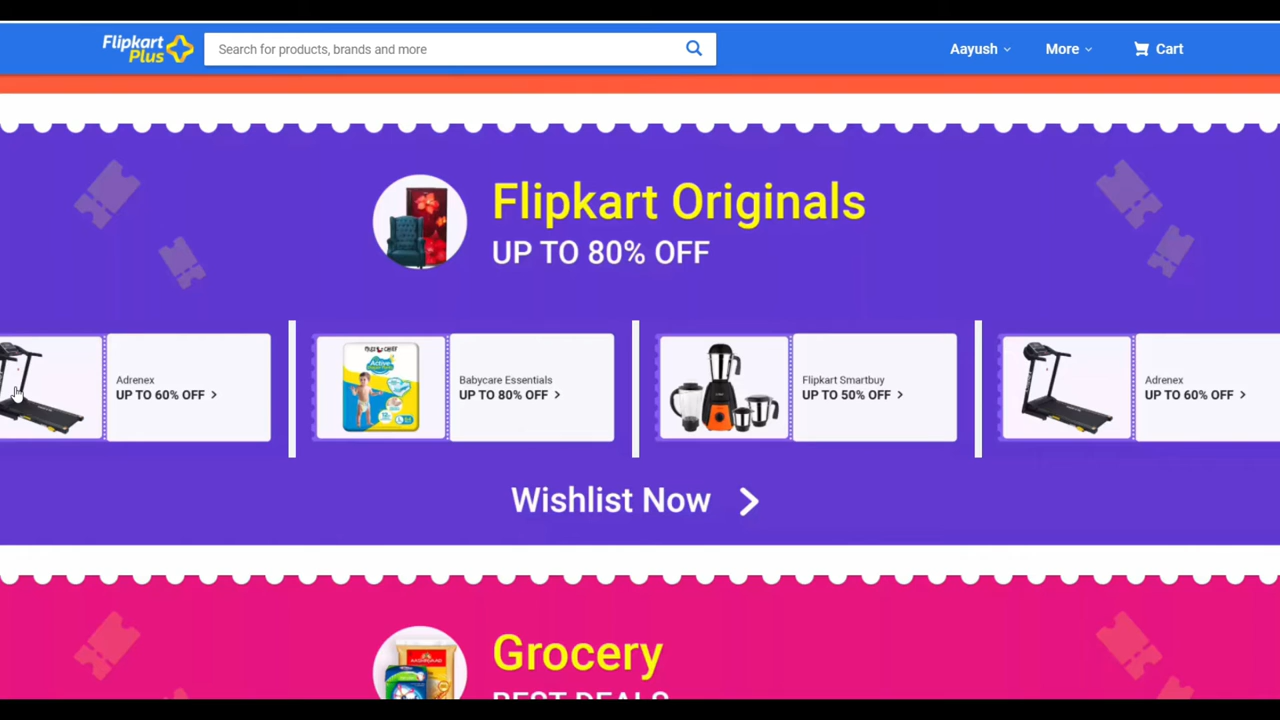 Flipkart
Plus
Search for products, brands and more
Aayush
More
Cart
Flipkart Originals
UP TO 80% OFF
Adrenex
UP TO 60% OFF
Babycare Essentials
UP TO 80% OFF
Flipkart Smartbuy
UP TO 50% OFF
Adrenex
UP TO 60% OFF
Wishlist Now
Grocery
BEST DEALS